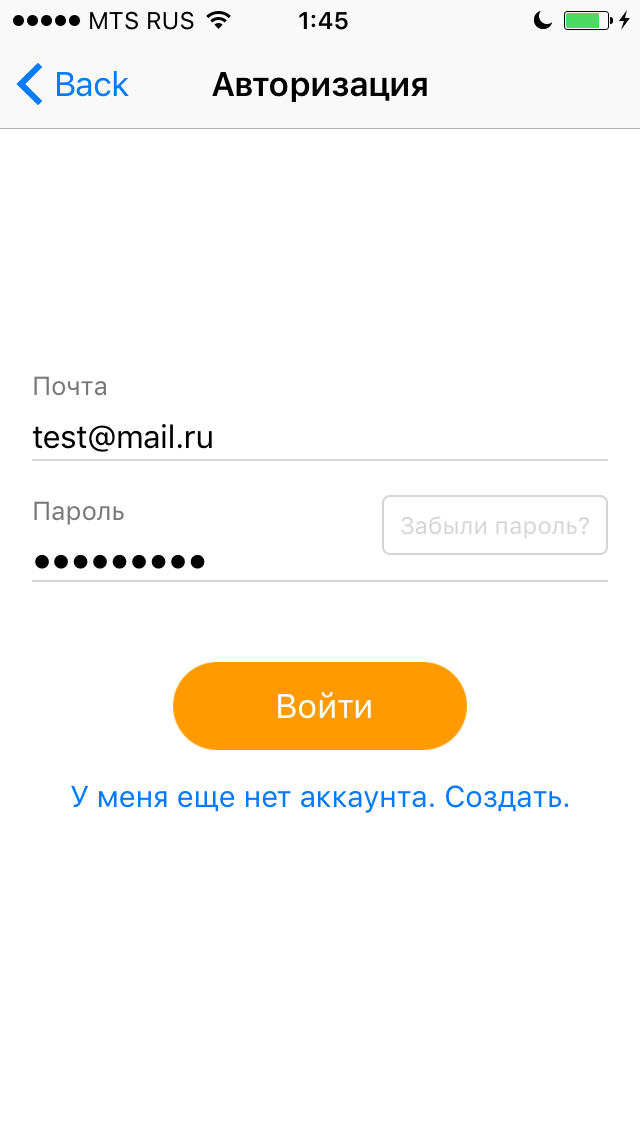 MTS RUS 1:45
Back Авторизация
Почта
test@mail.ru
Пароль
Забыли пароль?
●●●●●●●●●
Войти
У меня еще нет аккаунта. Создать.